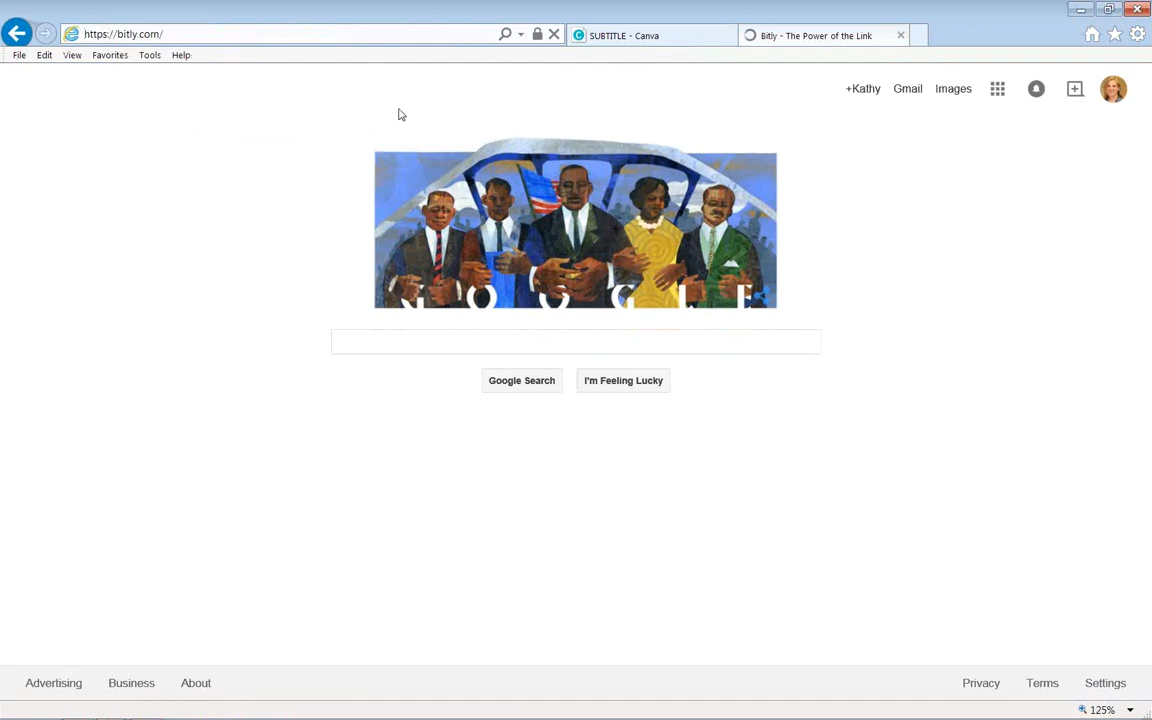 https://bitly.com/
SUBTITLE - Canva
Bitly - The Power of the Link
File Edit View Favorites Tools Help
+Kathy Gmail Images
GOOGLE
Google Search I'm Feeling Lucky
Advertising Business About Privacy Terms Settings
125%